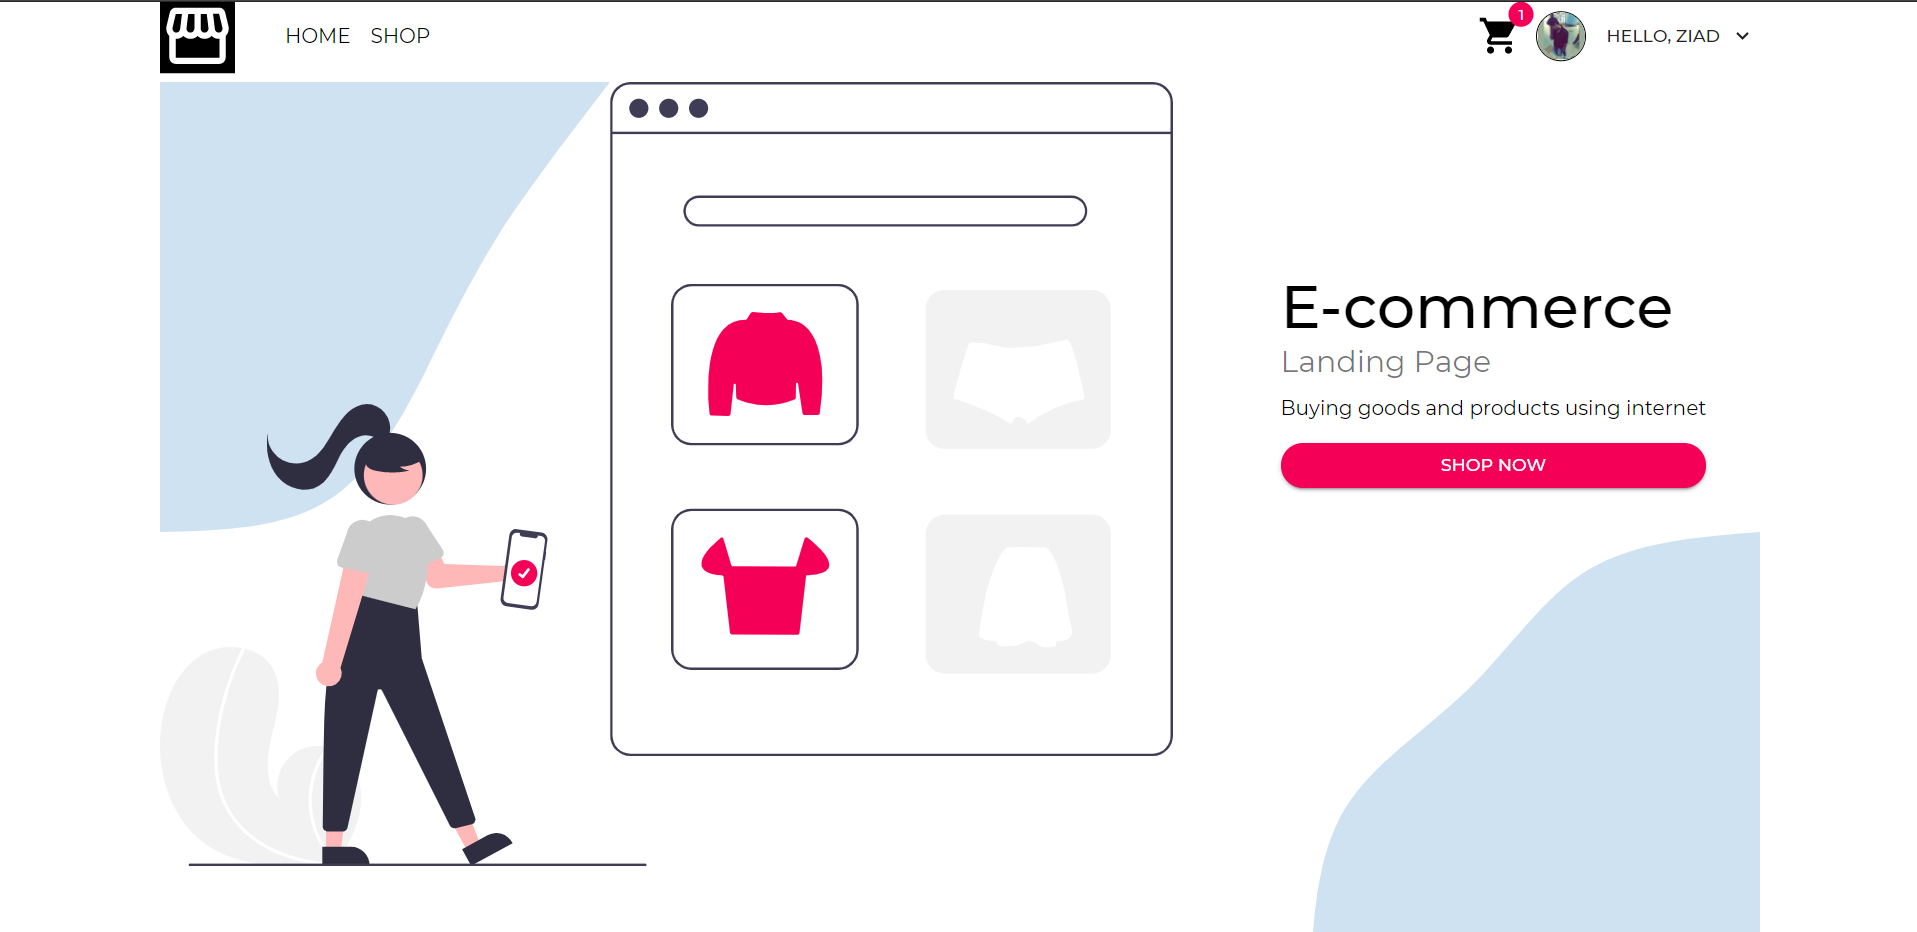 HOME SHOP
1
HELLO, ZIAD
E-commerce
Landing Page
Buying goods and products using internet
SHOP NOW